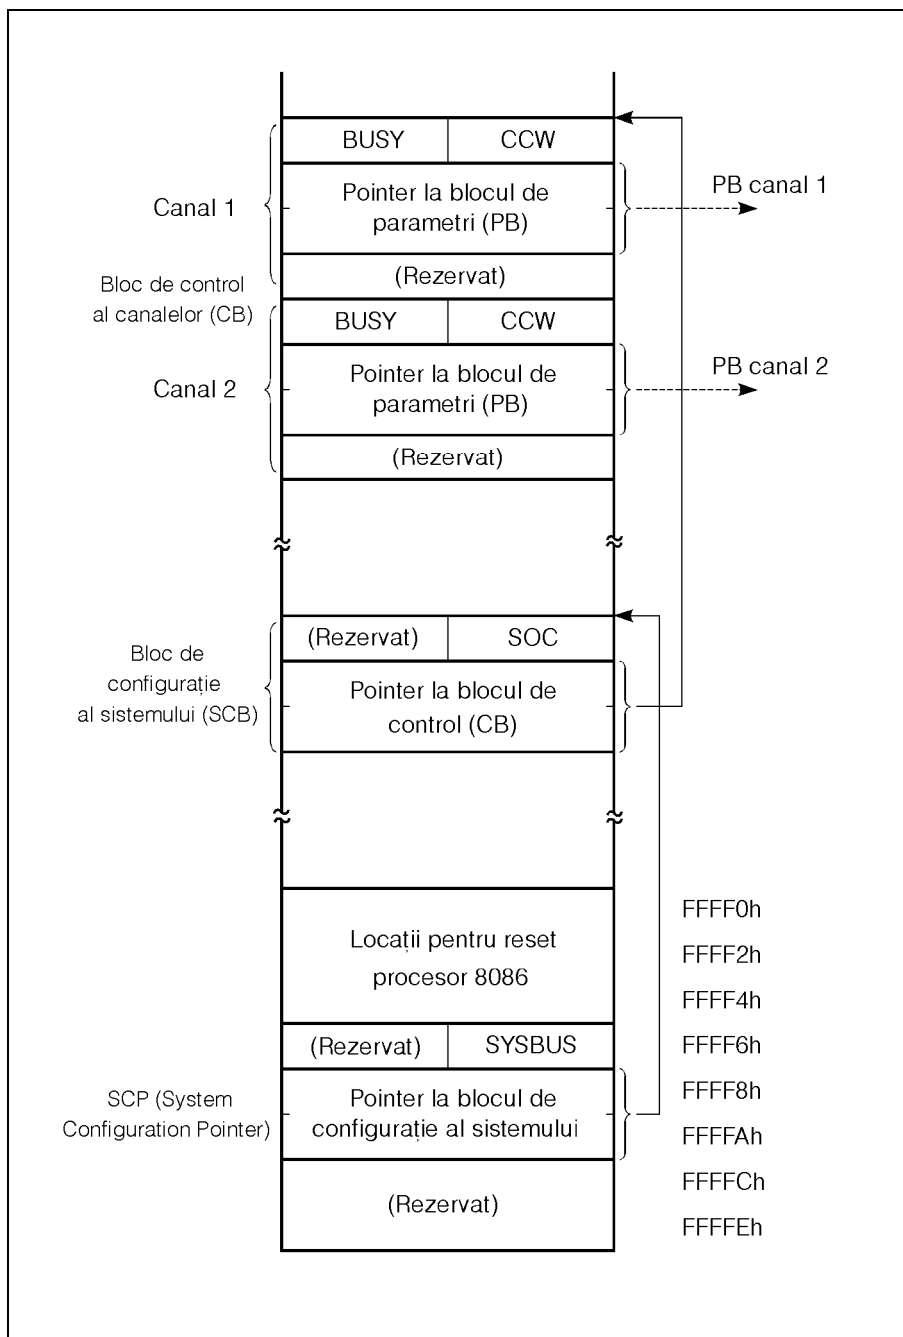 BUSY CCW
Canal 1
Pointer la blocul de
parametri (PB)
PB canal 1
(Rezervat)
Bloc de control
al canalelor (CB)
BUSY CCW
Canal 2
Pointer la blocul de
parametri (PB)
PB canal 2
(Rezervat)
(Rezervat) SOC
Bloc de
configurație
al sistemului (SCB)
Pointer la blocul de
control (CB)
Locații pentru reset
procesor 8086
FFFF0h
FFFF2h
FFFF4h
(Rezervat) SYSBUS
FFFF6h
SCP (System
Configuration Pointer)
Pointer la blocul de
configurație al sistemului
FFFF8h
FFFFAh
(Rezervat)
FFFFCh
FFFFEh